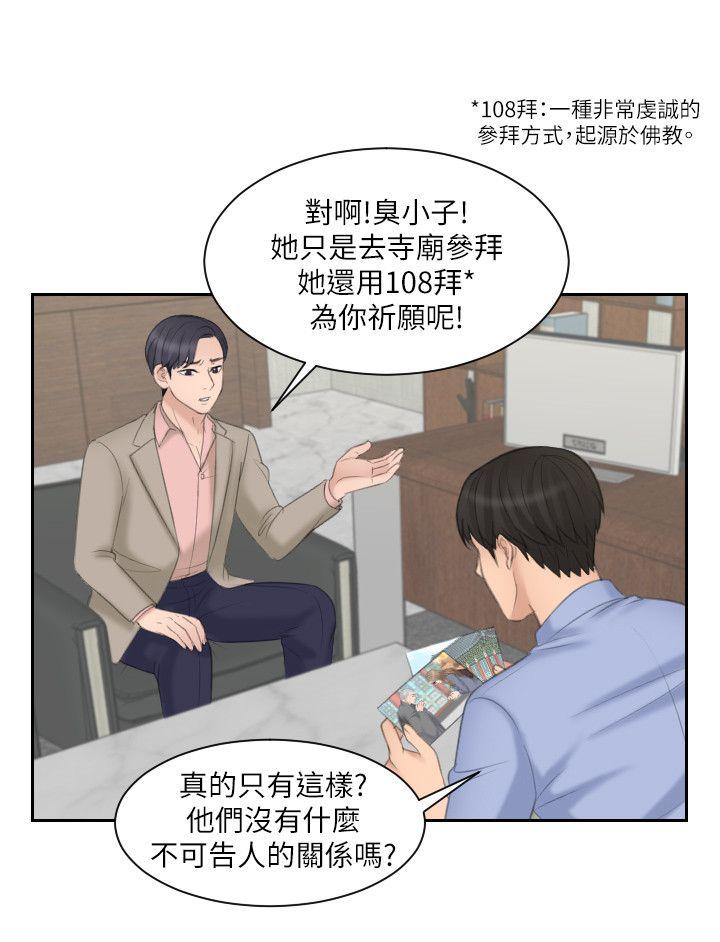 *108拜：一種非常虔誠的
參拜方式，起源於佛教。
對啊!臭小子!
她只是去寺廟參拜
她還用108拜*
為你祈願呢!
真的只有這樣?
他們沒有什麼
不可告人的關係嗎?